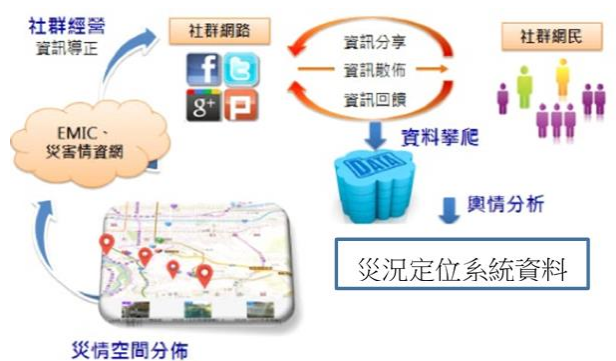 社群經營
資訊導正
社群網路
f
t
g+
P
資訊分享
資訊散佈
資訊回饋
社群網民
EMIC、
災害情資網
資料攀爬
DATA
輿情分析
災況定位系統資料
災情空間分佈